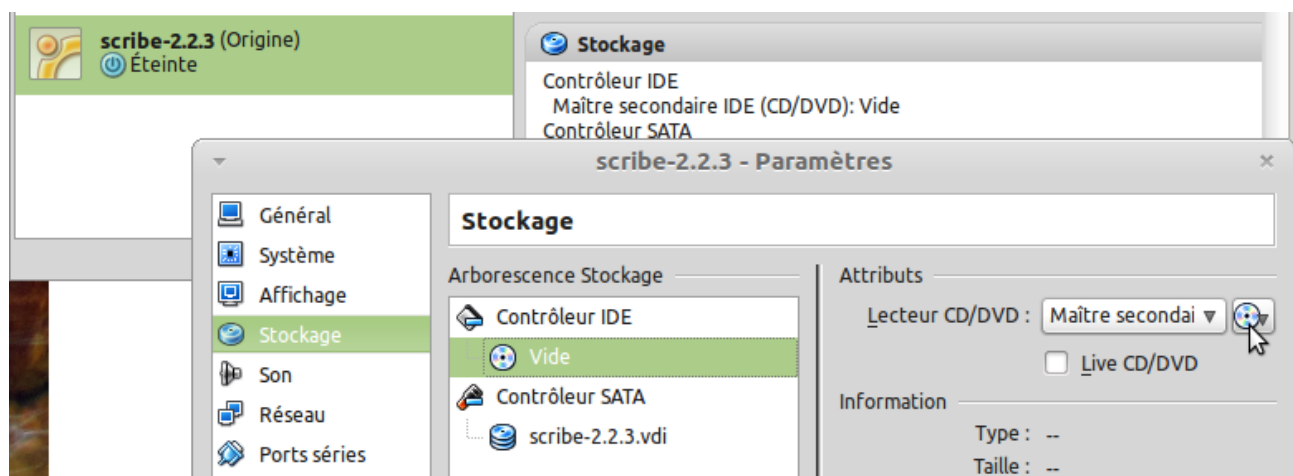 scribe-2.2.3 (Origine)
Éteinte
Stockage
Contrôleur IDE
Maître secondaire IDE (CD/DVD): Vide
Contrôleur SATA
scribe-2.2.3 - Paramètres
Général
Système
Affichage
Stockage
Son
Réseau
Ports séries
Stockage
Arborescence Stockage
Contrôleur IDE
Vide
Contrôleur SATA
scribe-2.2.3.vdi
Attributs
Lecteur CD/DVD : Maître secondai
Live CD/DVD
Information
Type : --
Taille : --